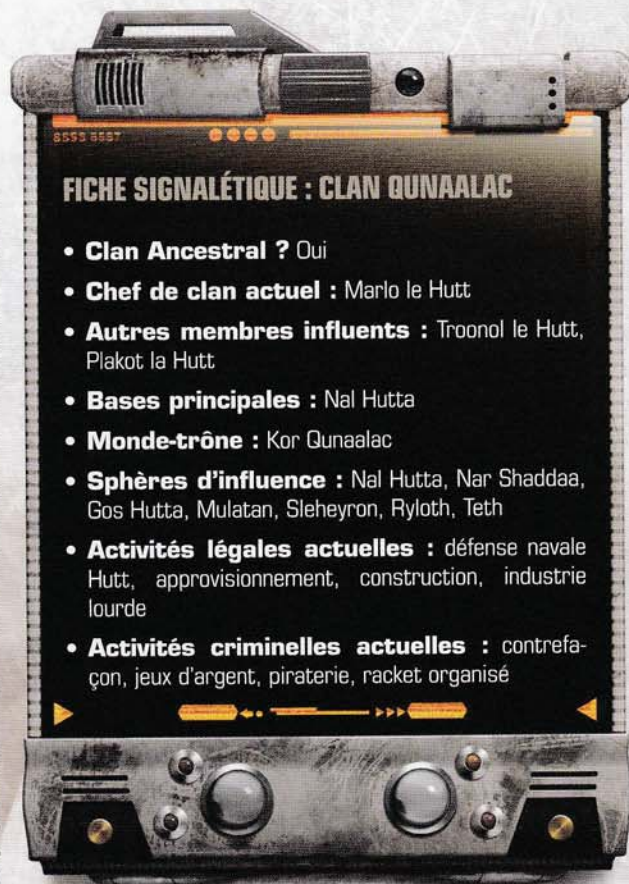 8593 8587
FICHE SIGNALÉTIQUE : CLAN QUNAALAC
• Clan Ancestral ? Oui
• Chef de clan actuel : Marlo le Hutt
• Autres membres influents : Troonol le Hutt,
Plakot la Hutt
• Bases principales : Nal Hutta
• Monde-trône : Kor Qunaalac
• Sphères d'influence : Nal Hutta, Nar Shaddaa,
Gos Hutta, Mulatan, Sleheyron, Ryloth, Teth
• Activités légales actuelles : défense navale
Hutt, approvisionnement, construction, industrie
lourde
• Activités criminelles actuelles : contrefa-
çon, jeux d'argent, piraterie, racket organisé